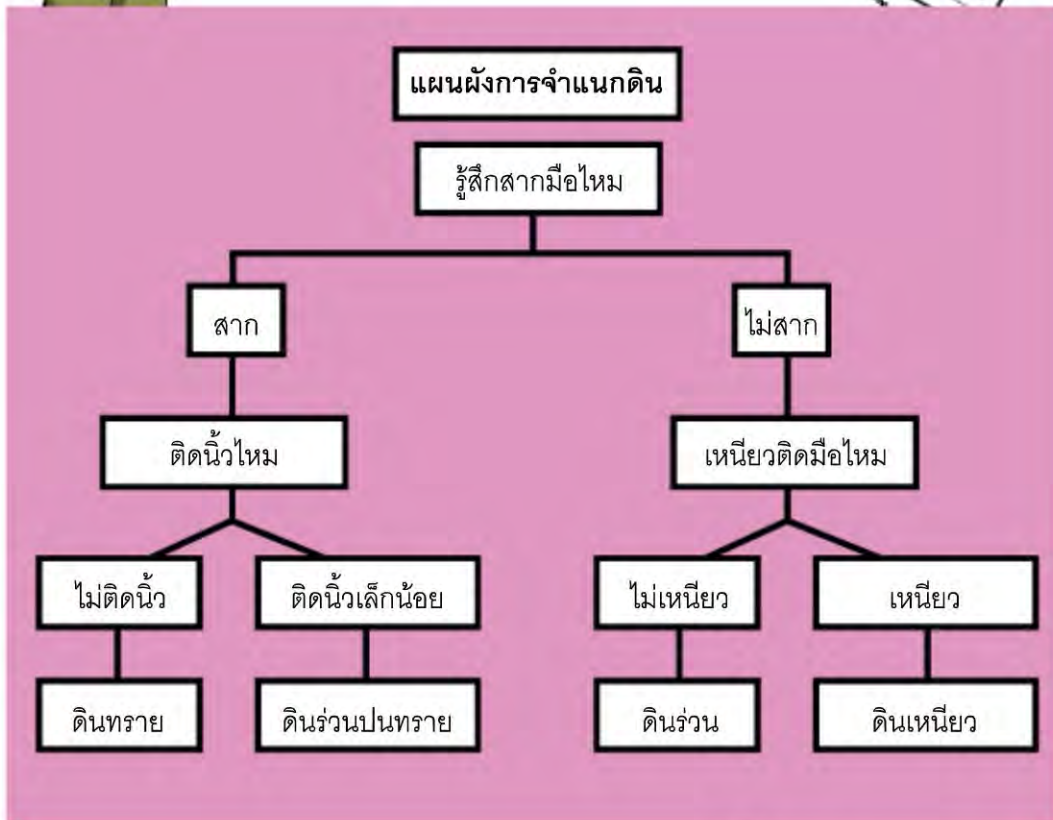 แผนผังการจำแนกดิน
รู้สึกสากมือไหม
สาก
ไม่สาก
ติดนิ้วไหม
เหนียวติดมือไหม
ไม่ติดนิ้ว
ติดนิ้วเล็กน้อย
ไม่เหนียว
เหนียว
ดินทราย
ดินร่วนปนทราย
ดินร่วน
ดินเหนียว